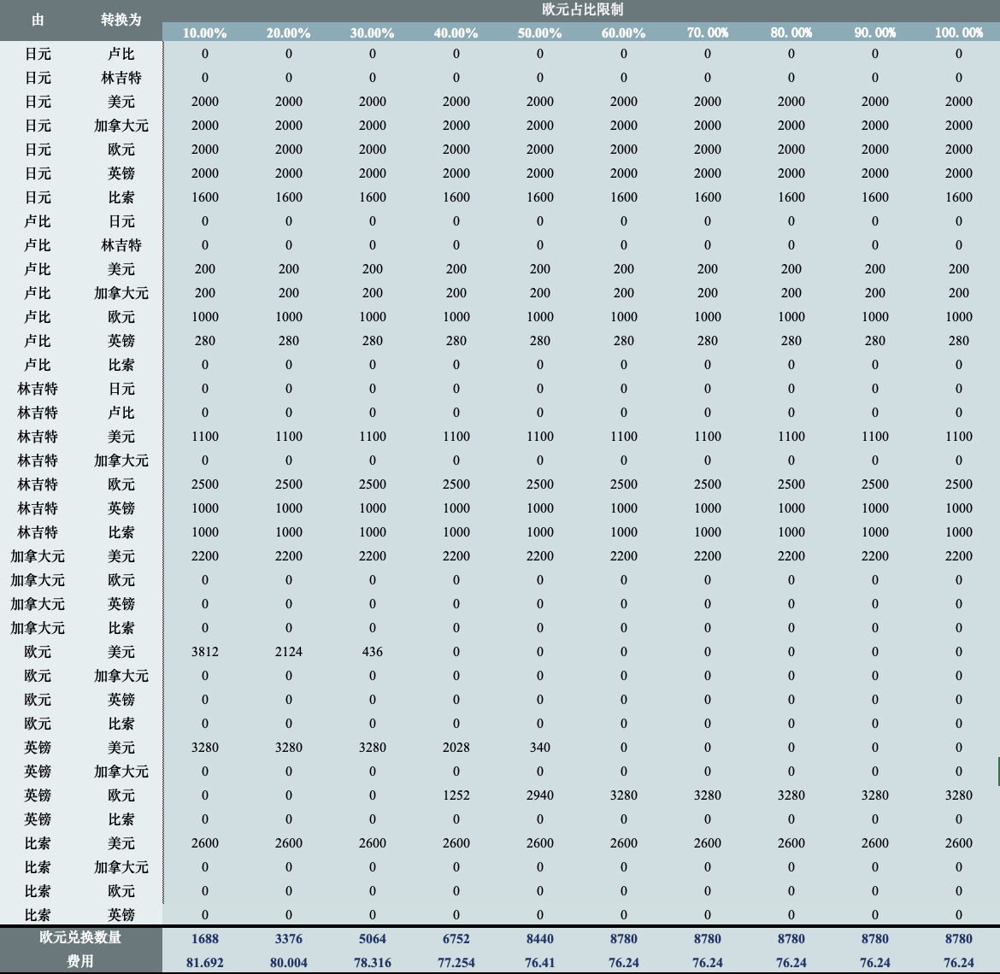 由 转换为 欧元占比限制
10.00% 20.00% 30.00% 40.00% 50.00% 60.00% 70.00% 80.00% 90.00% 100.00%
日元 卢比 0 0 0 0 0 0 0 0 0 0
日元 林吉特 0 0 0 0 0 0 0 0 0 0
日元 美元 2000 2000 2000 2000 2000 2000 2000 2000 2000 2000
日元 加拿大元 2000 2000 2000 2000 2000 2000 2000 2000 2000 2000
日元 欧元 2000 2000 2000 2000 2000 2000 2000 2000 2000 2000
日元 英镑 2000 2000 2000 2000 2000 2000 2000 2000 2000 2000
日元 比索 1600 1600 1600 1600 1600 1600 1600 1600 1600 1600
卢比 日元 0 0 0 0 0 0 0 0 0 0
卢比 林吉特 0 0 0 0 0 0 0 0 0 0
卢比 美元 200 200 200 200 200 200 200 200 200 200
卢比 加拿大元 200 200 200 200 200 200 200 200 200 200
卢比 欧元 1000 1000 1000 1000 1000 1000 1000 1000 1000 1000
卢比 英镑 280 280 280 280 280 280 280 280 280 280
卢比 比索 0 0 0 0 0 0 0 0 0 0
林吉特 日元 0 0 0 0 0 0 0 0 0 0
林吉特 卢比 0 0 0 0 0 0 0 0 0 0
林吉特 美元 1100 1100 1100 1100 1100 1100 1100 1100 1100 1100
林吉特 加拿大元 0 0 0 0 0 0 0 0 0 0
林吉特 欧元 2500 2500 2500 2500 2500 2500 2500 2500 2500 2500
林吉特 英镑 1000 1000 1000 1000 1000 1000 1000 1000 1000 1000
林吉特 比索 1000 1000 1000 1000 1000 1000 1000 1000 1000 1000
加拿大元 美元 2200 2200 2200 2200 2200 2200 2200 2200 2200 2200
加拿大元 欧元 0 0 0 0 0 0 0 0 0 0
加拿大元 英镑 0 0 0 0 0 0 0 0 0 0
加拿大元 比索 0 0 0 0 0 0 0 0 0 0
欧元 美元 3812 2124 436 0 0 0 0 0 0 0
欧元 加拿大元 0 0 0 0 0 0 0 0 0 0
欧元 英镑 0 0 0 0 0 0 0 0 0 0
欧元 比索 0 0 0 0 0 0 0 0 0 0
英镑 美元 3280 3280 3280 2028 340 0 0 0 0 0
英镑 加拿大元 0 0 0 0 0 0 0 0 0 0
英镑 欧元 0 0 0 1252 2940 3280 3280 3280 3280 3280
英镑 比索 0 0 0 0 0 0 0 0 0 0
比索 美元 2600 2600 2600 2600 2600 2600 2600 2600 2600 2600
比索 加拿大元 0 0 0 0 0 0 0 0 0 0
比索 欧元 0 0 0 0 0 0 0 0 0 0
比索 英镑 0 0 0 0 0 0 0 0 0 0
欧元兑换数量 1688 3376 5064 6752 8440 8780 8780 8780 8780 8780
费用 81.692 80.004 78.316 77.254 76.41 76.24 76.24 76.24 76.24 76.24